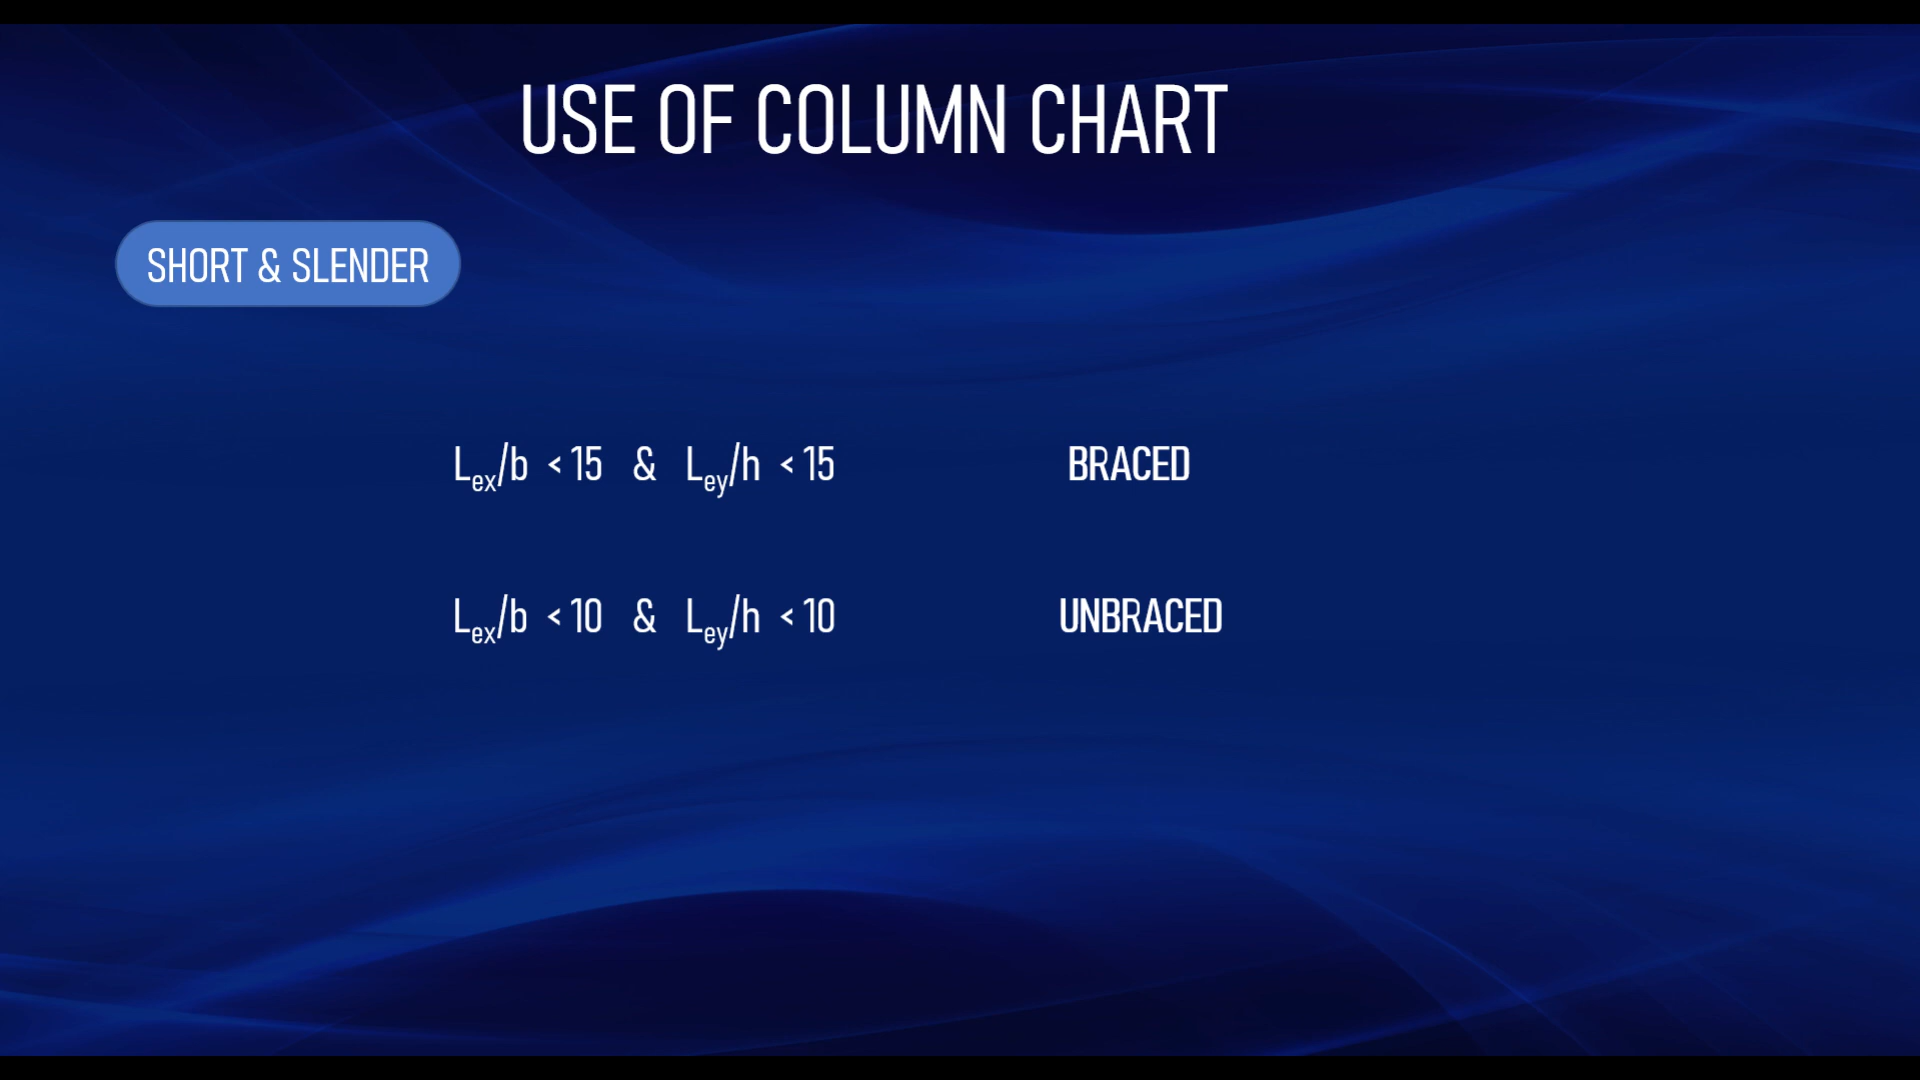 USE OF COLUMN CHART
SHORT & SLENDER
Lex/b < 15 & Ley/h < 15 BRACED
Lex/b < 10 & Ley/h < 10 UNBRACED